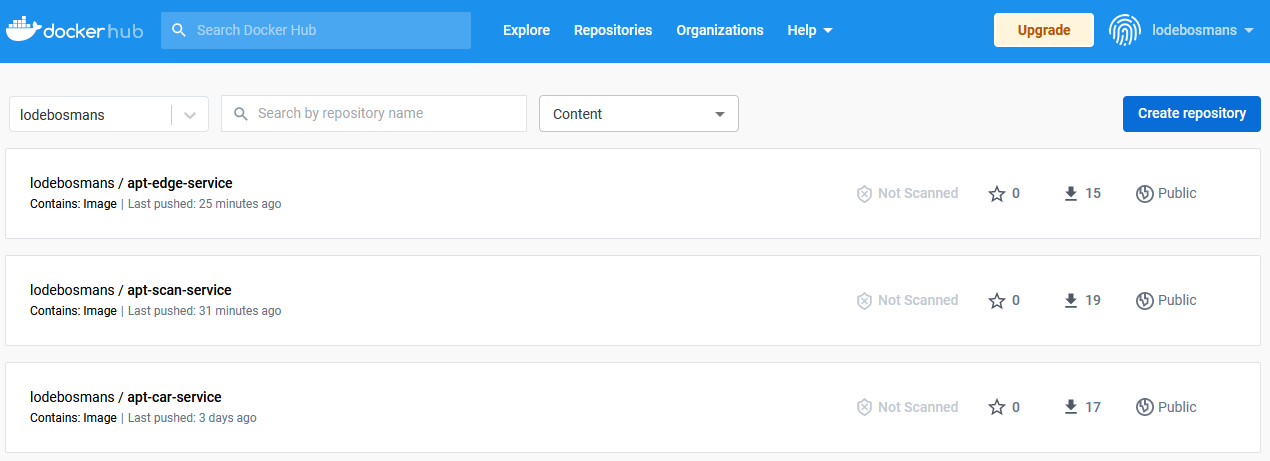 docker hub Search Docker Hub Explore Repositories Organizations Help Upgrade lodebosmans
lodebosmans Search by repository name Content Create repository
lodebosmans / apt-edge-service
Contains: Image | Last pushed: 25 minutes ago
Not Scanned 0 15 Public
lodebosmans / apt-scan-service
Contains: Image | Last pushed: 31 minutes ago
Not Scanned 0 19 Public
lodebosmans / apt-car-service
Contains: Image | Last pushed: 3 days ago
Not Scanned 0 17 Public